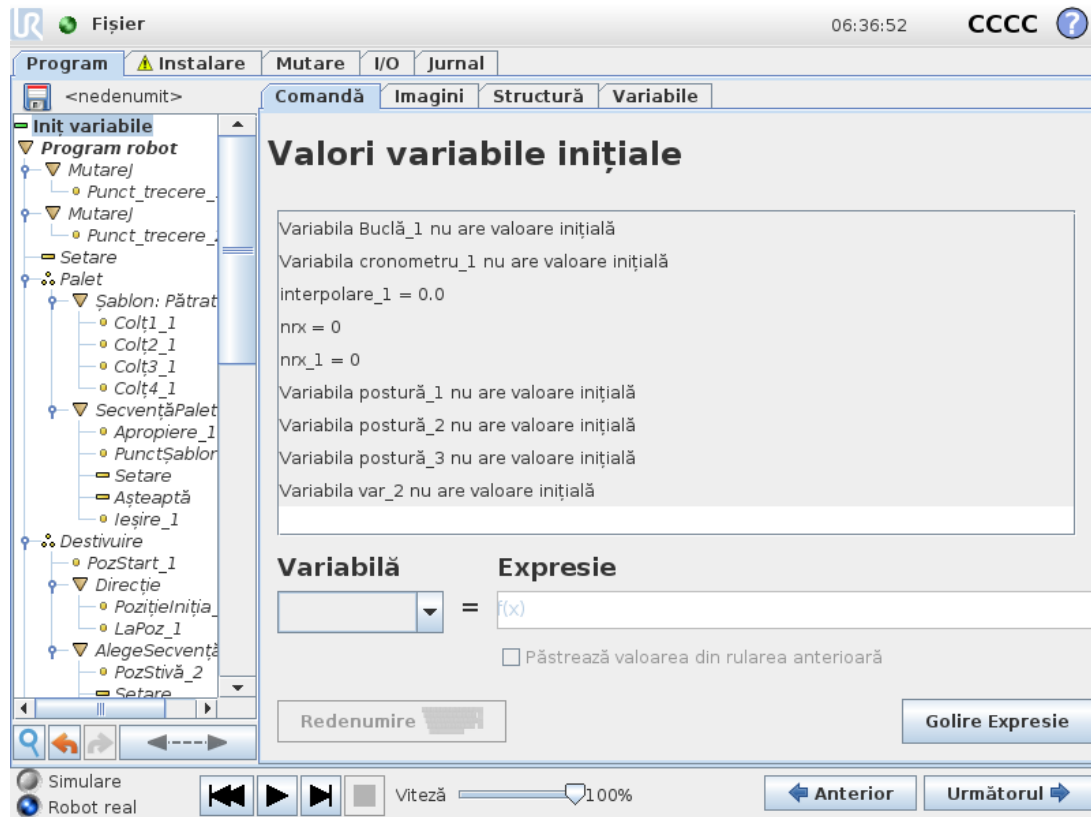 Fișier 06:36:52 CCCC ?
Program Instalare Mutare I/O Jurnal
<nedenumit> Comandă Imagini Structură Variabile
Iniț variabile
Program robot
MutareJ
Punct_trecere_
MutareJ
Punct_trecere_
Setare
Palet
Șablon: Pătrat
Colț1_1
Colț2_1
Colț3_1
Colț4_1
SecvențăPalet
Apropiere_1
PunctȘablon
Setare
Așteaptă
Ieșire_1
Destivuire
PozStart_1
Direcție
PozițieIniția_
LaPoz_1
AlegeSecvență
PozStivă_2
Setare
Valori variabile inițiale
Variabila Buclă_1 nu are valoare inițială
Variabila cronometru_1 nu are valoare inițială
interpolare_1 = 0.0
nrx = 0
nrx_1 = 0
Variabila postură_1 nu are valoare inițială
Variabila postură_2 nu are valoare inițială
Variabila postură_3 nu are valoare inițială
Variabila var_2 nu are valoare inițială
Variabilă Expresie
= f(x)
Păstrează valoarea din rularea anterioară
Redenumire Golire Expresie
Simulare
Robot real
Viteză 100% Anterior Următorul